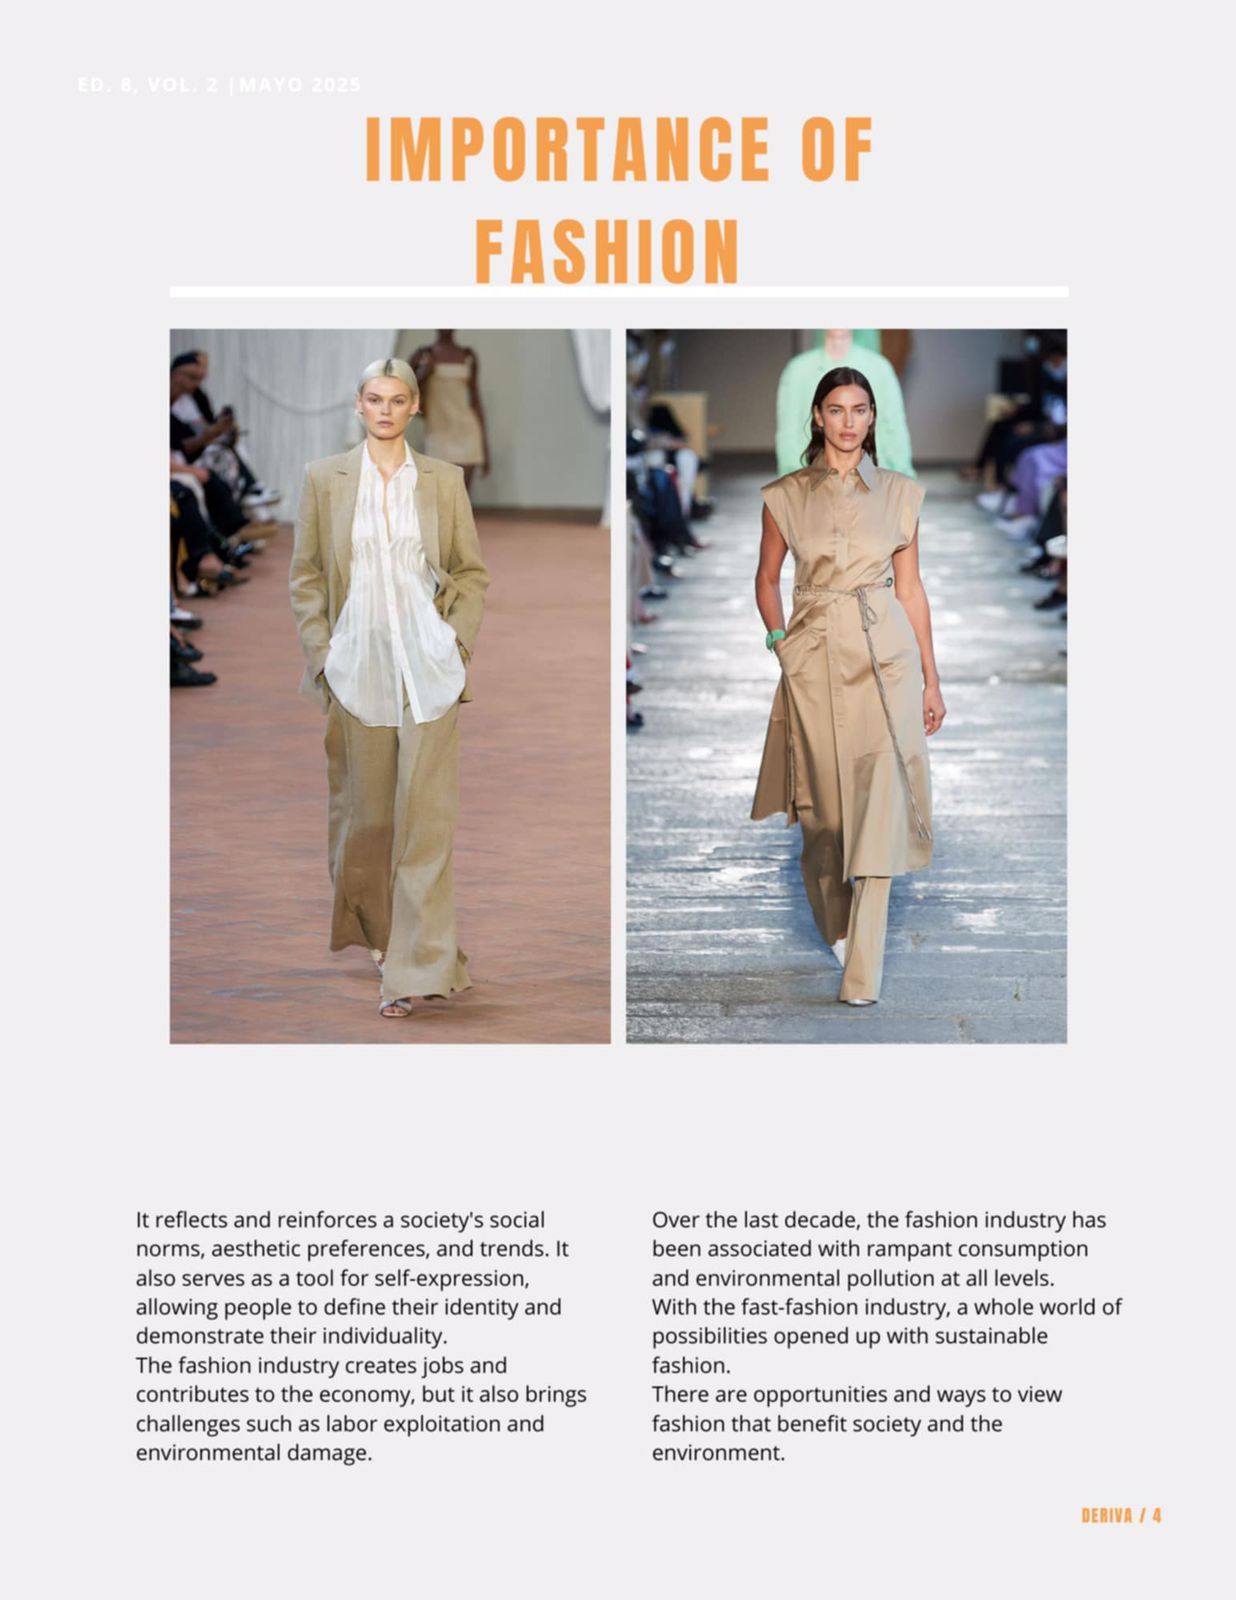 ED. 8, VOL. 2 |MAYO 2025
IMPORTANCE OF
FASHION
It reflects and reinforces a society's social
norms, aesthetic preferences, and trends. It
also serves as a tool for self-expression,
allowing people to define their identity and
demonstrate their individuality.
The fashion industry creates jobs and
contributes to the economy, but it also brings
challenges such as labor exploitation and
environmental damage.
Over the last decade, the fashion industry has
been associated with rampant consumption
and environmental pollution at all levels.
With the fast-fashion industry, a whole world of
possibilities opened up with sustainable
fashion.
There are opportunities and ways to view
fashion that benefit society and the
environment.
DERIVA / 4